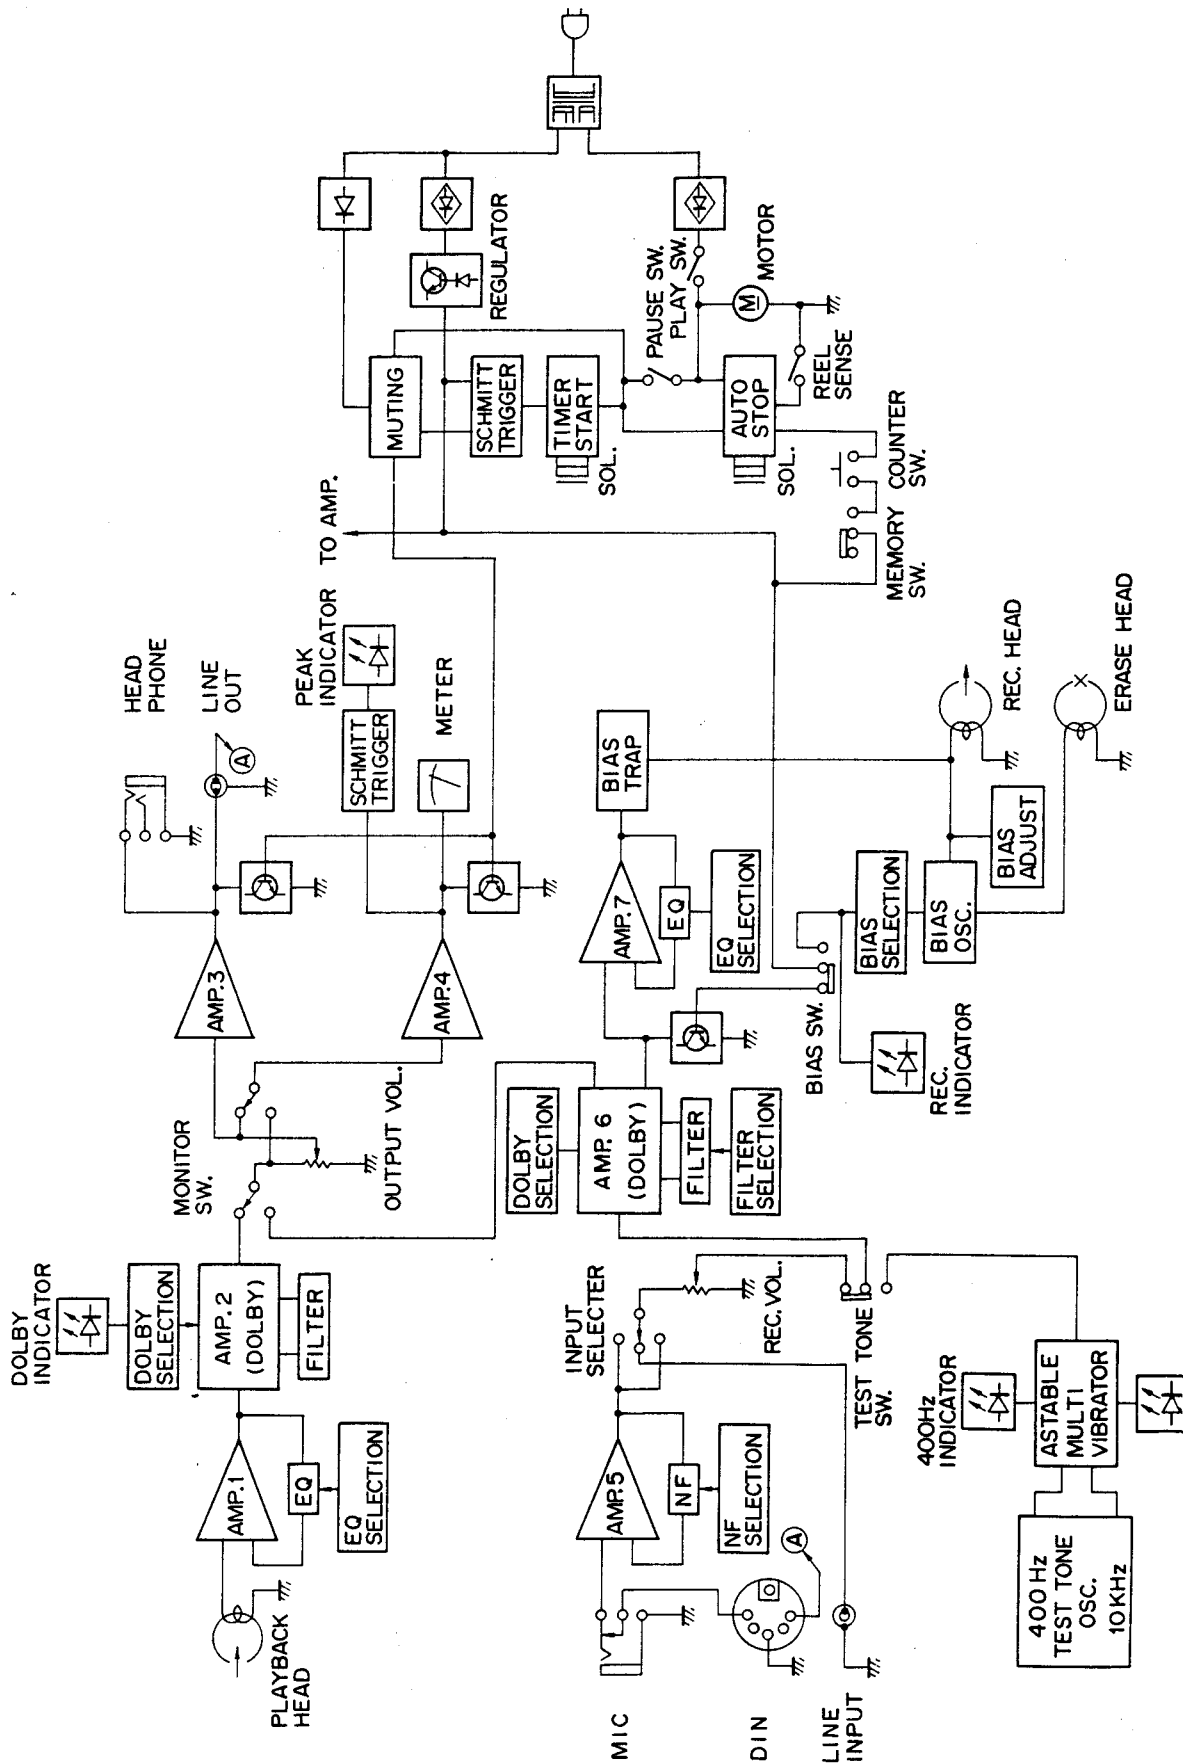 DOLBY
INDICATOR
DOLBY
SELECTION
AMP. 2
(DOLBY)
FILTER
AMP.1
EQ
EQ
SELECTION
PLAYBACK
HEAD
MONITOR
SW.
OUTPUT VOL.
AMP.3
AMP.4
HEAD
PHONE
LINE
OUT
A
PEAK
INDICATOR
SCHMITT
TRIGGER
METER
TO AMP.
MUTING
SCHMITT
TRIGGER
TIMER
START
SOL.
REGULATOR
PAUSE SW.
PLAY SW.
M
MOTOR
AUTO
STOP
SOL.
REEL
SENSE
COUNTER
SW.
MEMORY
SW.
MIC
DIN
LINE
INPUT
A
AMP.5
NF
NF
SELECTION
INPUT
SELECTER
REC. VOL.
TEST TONE
SW.
400Hz
INDICATOR
ASTABLE
MULTI
VIBRATOR
400 Hz
TEST TONE
OSC.
10KHz
DOLBY
SELECTION
AMP. 6
(DOLBY)
FILTER
FILTER
SELECTION
AMP.7
EQ
EQ
SELECTION
BIAS
TRAP
BIAS SW.
REC.
INDICATOR
BIAS
SELECTION
BIAS
OSC.
BIAS
ADJUST
REC. HEAD
ERASE HEAD